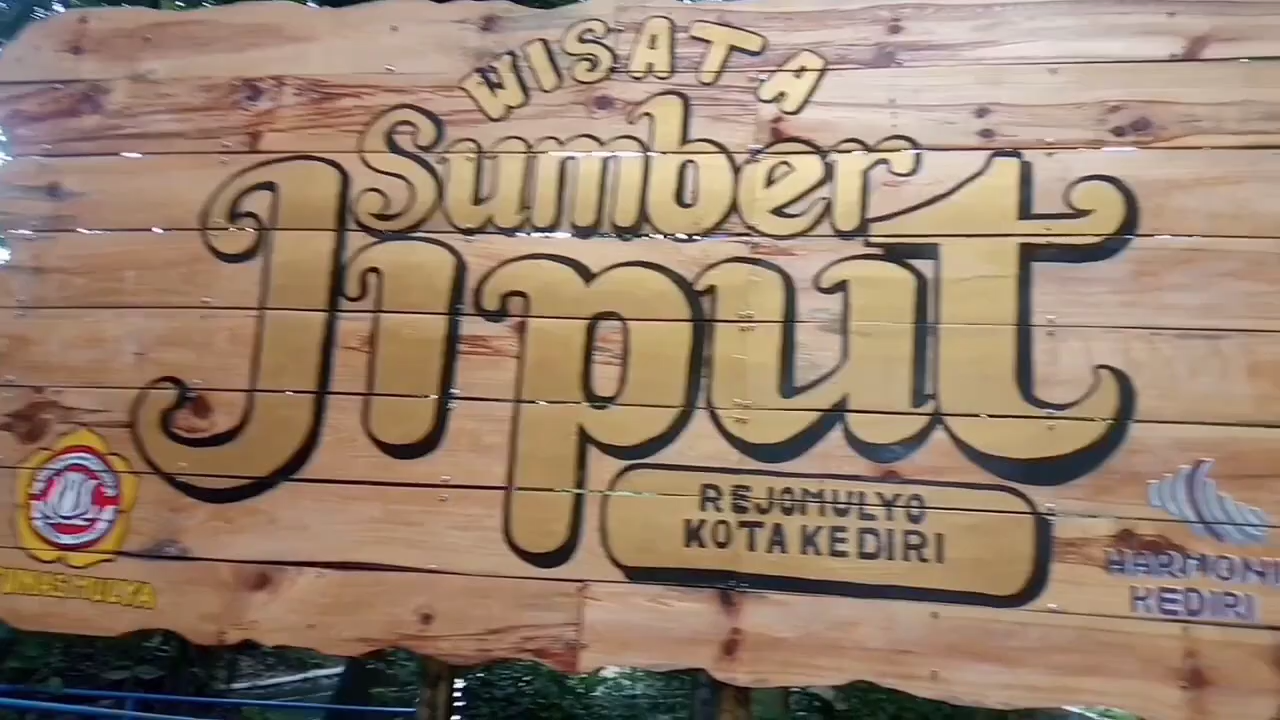 WISATA
Sumber
Jiput
REJOMULYO
KOTA KEDIRI
HARMONI
KEDIRI